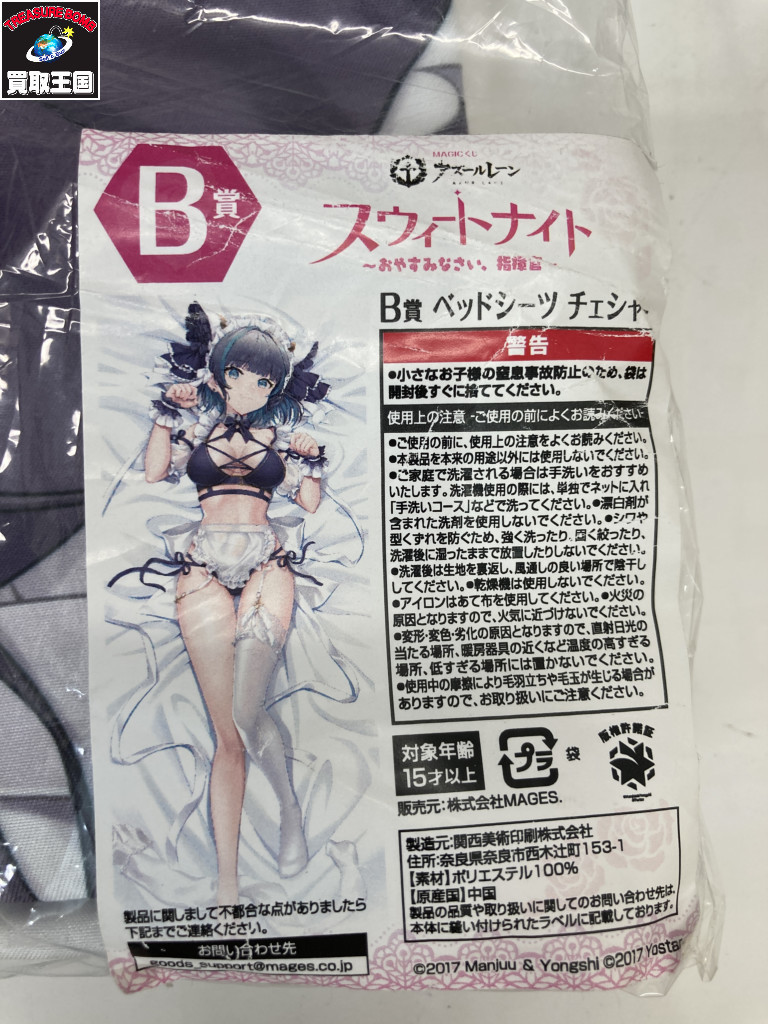 TREASURE BOMB
買取王国
B賞
MAGICくじ
アズールレーン
スウィートナイト
～おやすみなさい、指揮官～
B賞 ベッドシーツ チェシャー
警告
●小さなお子様の窒息事故防止のため、袋は
開封後すぐに捨ててください。
使用上の注意 -ご使用の前によくお読みください-
●ご使用の前に、使用上の注意をよくお読みください。
●本製品を本来の用途以外には使用しないでください。
●ご家庭で洗濯される場合は手洗いをおすすめ
いたします。洗濯機使用の際には、単独でネットに入れ
「手洗いコース」などで洗ってください。●漂白剤が
含まれた洗剤を使用しないでください。●シワや
型くずれを防ぐため、強く洗ったり、固く絞ったり、
洗濯後に湿ったままで放置したりしないでください。
●洗濯後は生地を裏返し、風通しの良い場所で陰干し
してください。●乾燥機は使用しないでください。
●アイロンはあて布を使用してください。●火災の
原因となりますので、火気に近づけないでください。
●変形・変色・劣化の原因となりますので、直射日光の
当たる場所、暖房器具の近くなど温度の高すぎる
場所、低すぎる場所には置かないでください。
●使用中の摩擦により毛羽立ちや毛玉が生じる場合が
ありますので、お取り扱いにご注意ください。
対象年齢
15才以上
プラ
袋
版権許諾証
販売元:株式会社MAGES.
製造元:関西美術印刷株式会社
住所:奈良県奈良市西木辻町153-1
【素材】ポリエステル100%
【原産国】中国
製品の品質や取り扱いに関してのお問い合わせ先は、
本体に縫い付けられたラベルに記載しております。
製品に関しまして不都合な点がありましたら
下記までご連絡ください。
お問い合わせ先
goods_support@mages.co.jp
©2017 Manjuu & Yongshi ©2017 Yostar